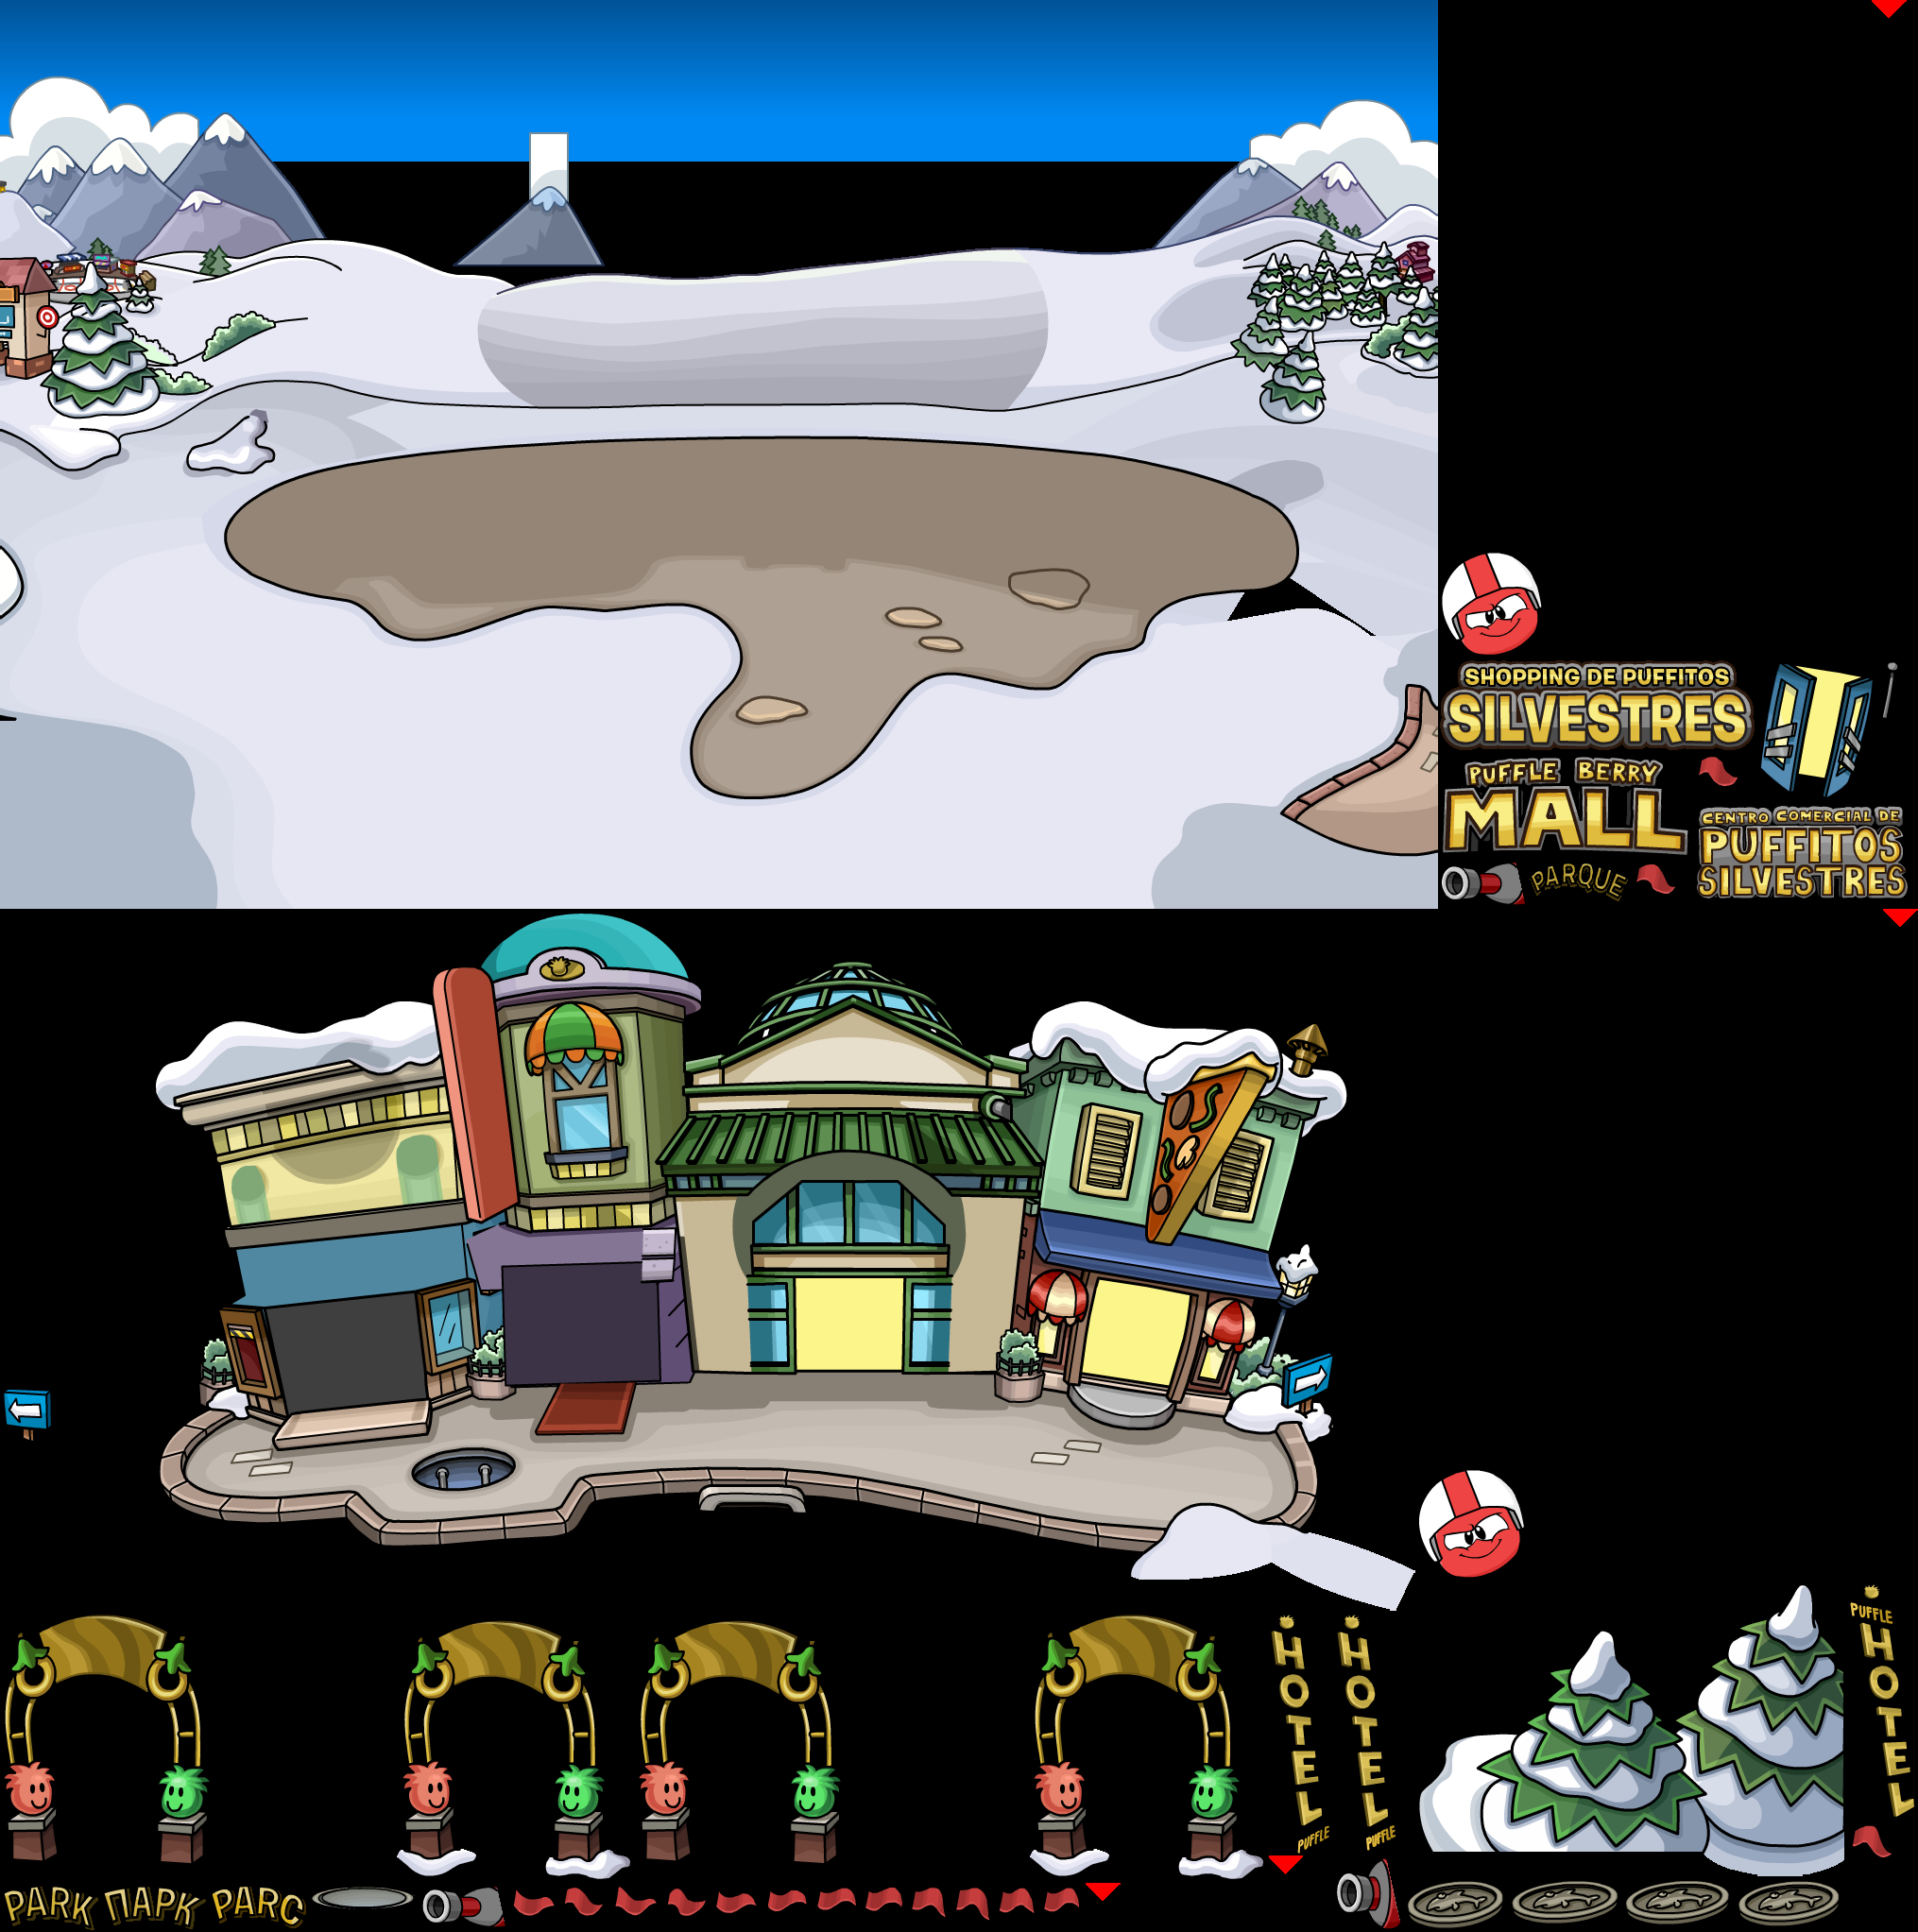 SHOPPING DE PUFFITOS
SILVESTRES
PUFFLE BERRY
MALL
CENTRO COMERCIAL DE
PUFFITOS
SILVESTRES
PARQUE
HOTEL
PUFFLE
HOTEL
PUFFLE
PUFFLE
HOTEL
PARK ПАРК PARC